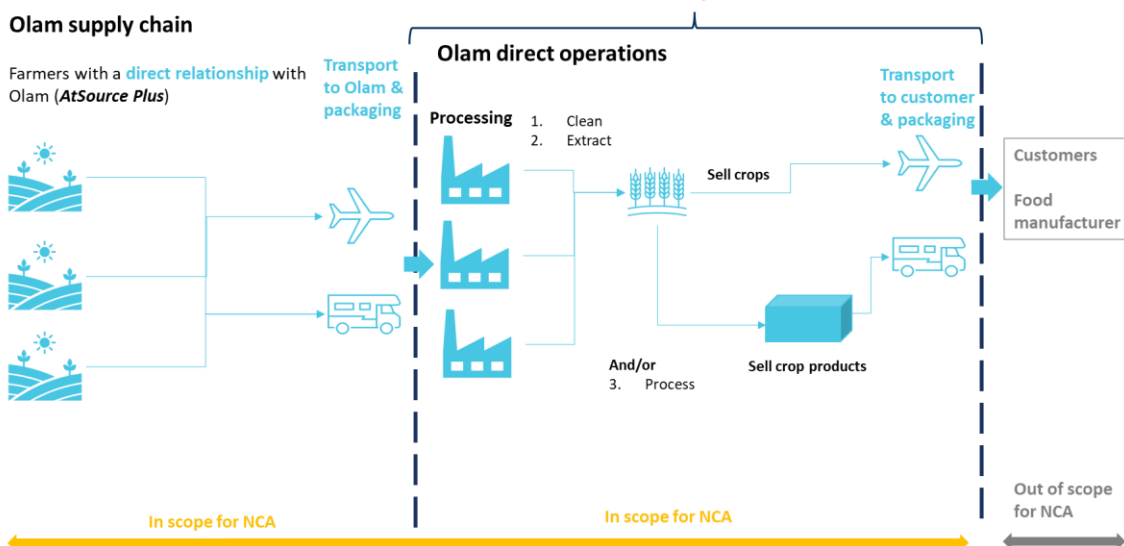 Olam supply chain
Farmers with a direct relationship with
Olam (AtSource Plus)
Transport
to Olam &
packaging
Olam direct operations
Processing
1. Clean
2. Extract
Sell crops
And/or
3. Process
Sell crop products
Transport
to customer
& packaging
Customers
Food
manufacturer
In scope for NCA
In scope for NCA
Out of scope
for NCA